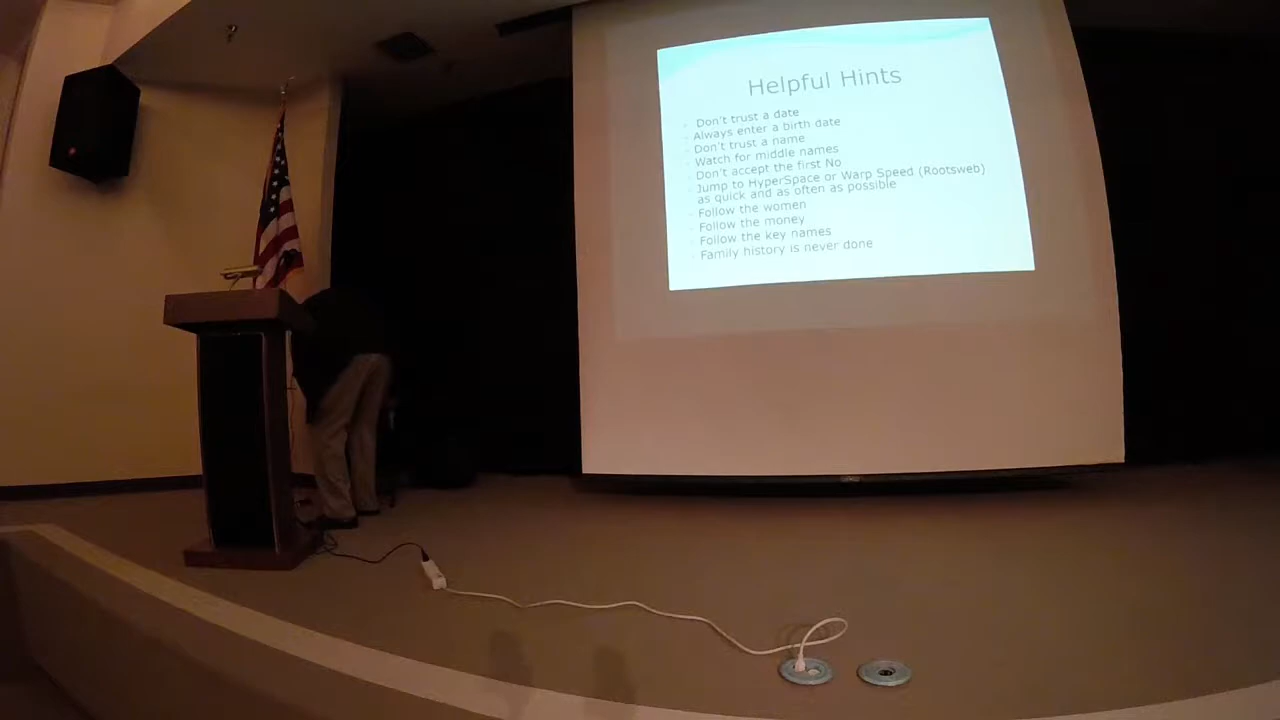 Helpful Hints
Don't trust a date
Always enter a birth date
Don't trust a name
Watch for middle names
Don't accept the first No
Jump to HyperSpace or Warp Speed (Rootsweb)
as quick and as often as possible
Follow the women
Follow the money
Follow the key names
Family history is never done